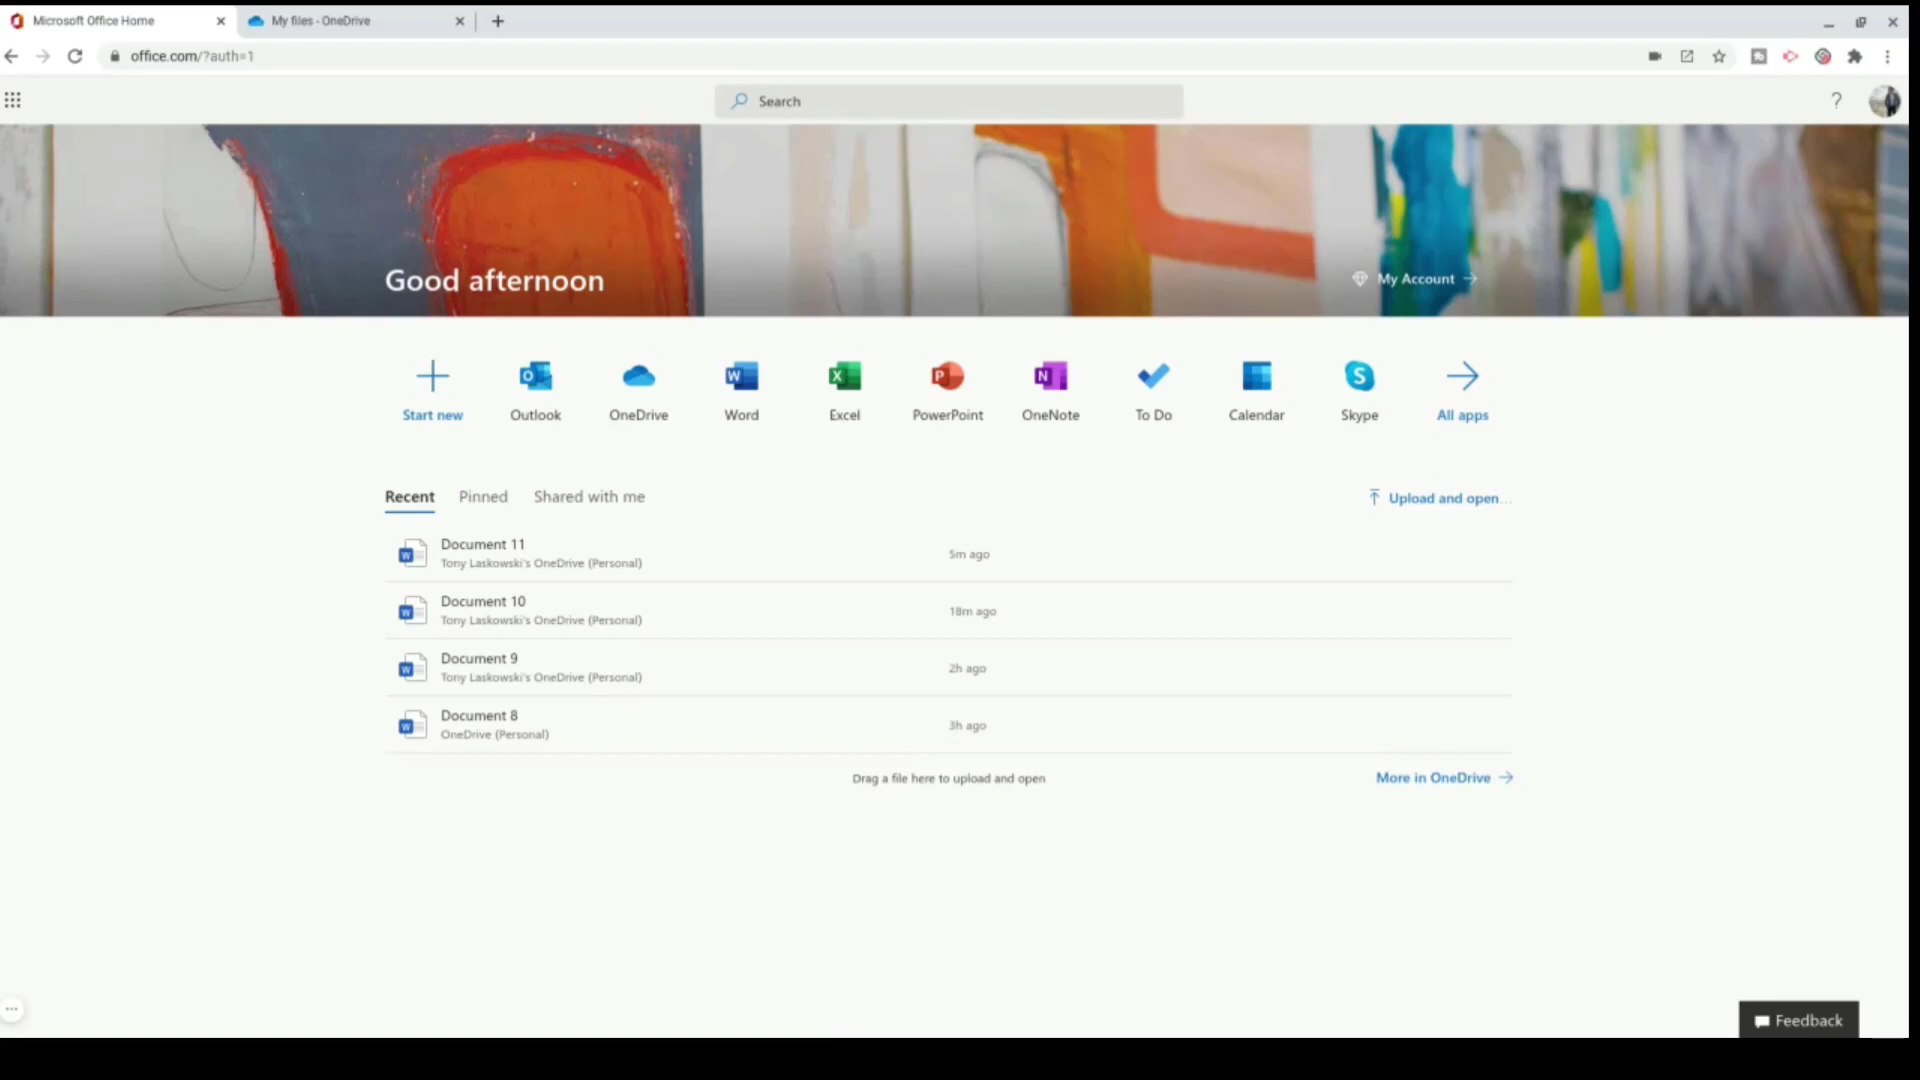 Microsoft Office Home
My files - OneDrive
office.com/?auth=1
Search
?
Good afternoon
My Account
Start new
Outlook
OneDrive
Word
Excel
PowerPoint
OneNote
To Do
Calendar
Skype
All apps
Recent
Pinned
Shared with me
Upload and open...
Document 11
Tony Laskowski's OneDrive (Personal)
5m ago
Document 10
Tony Laskowski's OneDrive (Personal)
18m ago
Document 9
Tony Laskowski's OneDrive (Personal)
2h ago
Document 8
OneDrive (Personal)
3h ago
Drag a file here to upload and open
More in OneDrive
Feedback